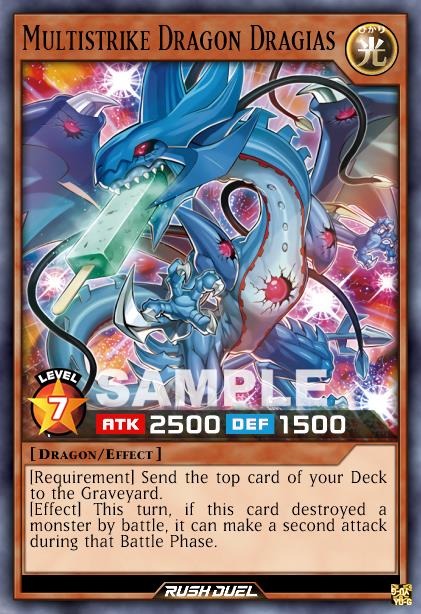 MULTISTRIKE DRAGON DRAGIAS
ひかり
光
LEVEL
7
SAMPLE
ATK 2500 DEF 1500
[DRAGON/EFFECT]
[Requirement] Send the top card of your Deck
to the Graveyard.
[Effect] This turn, if this card destroyed a
monster by battle, it can make a second attack
during that Battle Phase.
RUSH DUEL